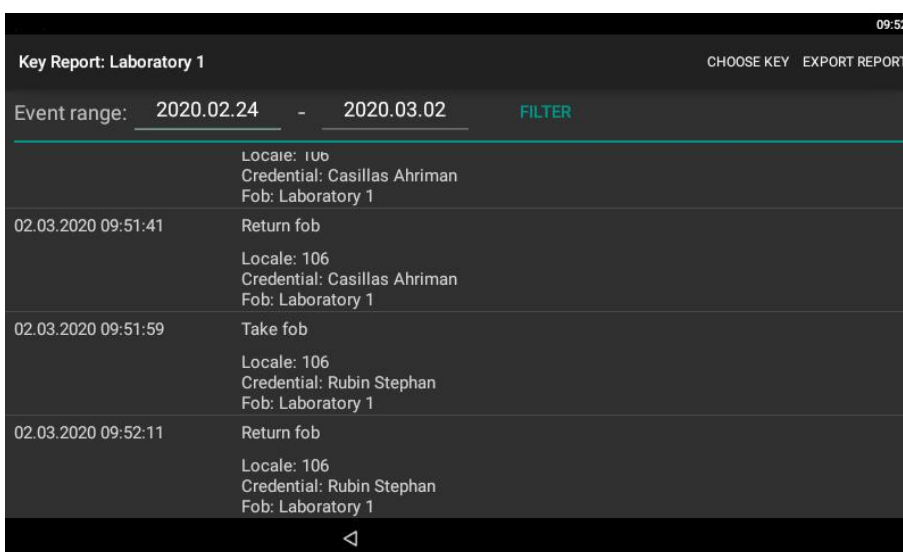 09:52
Key Report: Laboratory 1
CHOOSE KEY EXPORT REPORT
Event range: 2020.02.24 - 2020.03.02 FILTER
Locale: 106
Credential: Casillas Ahriman
Fob: Laboratory 1
02.03.2020 09:51:41 Return fob
Locale: 106
Credential: Casillas Ahriman
Fob: Laboratory 1
02.03.2020 09:51:59 Take fob
Locale: 106
Credential: Rubin Stephan
Fob: Laboratory 1
02.03.2020 09:52:11 Return fob
Locale: 106
Credential: Rubin Stephan
Fob: Laboratory 1